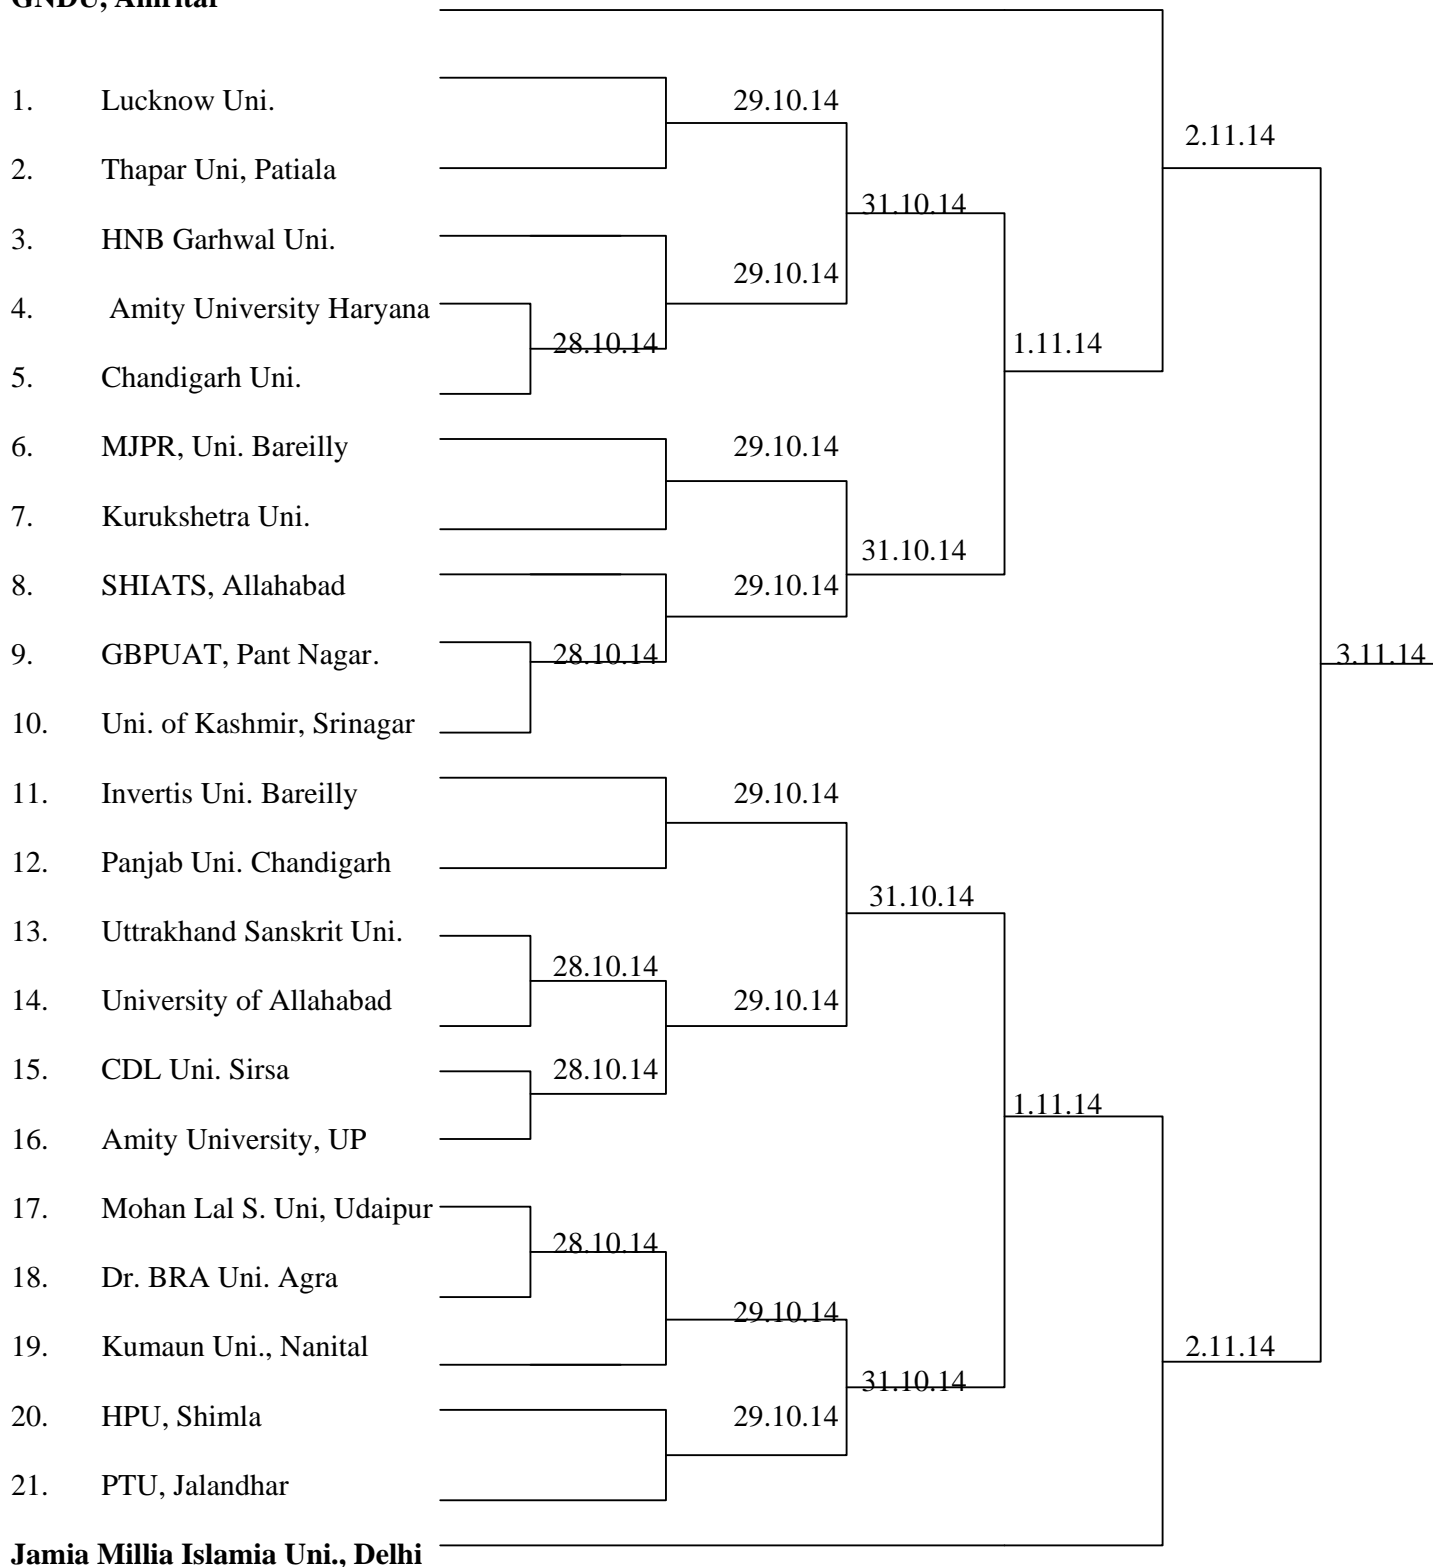 GNDU, Amritar
1. Lucknow Uni. 29.10.14
2.11.14
2. Thapar Uni, Patiala
31.10.14
3. HNB Garhwal Uni.
29.10.14
4. Amity University Haryana
28.10.14 1.11.14
5. Chandigarh Uni.
6. MJPR, Uni. Bareilly 29.10.14
7. Kurukshetra Uni.
31.10.14
8. SHIATS, Allahabad 29.10.14
9. GBPUAT, Pant Nagar. 28.10.14 3.11.14
10. Uni. of Kashmir, Srinagar
11. Invertis Uni. Bareilly 29.10.14
12. Panjab Uni. Chandigarh
31.10.14
13. Uttrakhand Sanskrit Uni.
28.10.14
14. University of Allahabad 29.10.14
15. CDL Uni. Sirsa 28.10.14
1.11.14
16. Amity University, UP
17. Mohan Lal S. Uni, Udaipur
28.10.14
18. Dr. BRA Uni. Agra
29.10.14
19. Kumaun Uni., Nanital 2.11.14
31.10.14
20. HPU, Shimla 29.10.14
21. PTU, Jalandhar
Jamia Millia Islamia Uni., Delhi